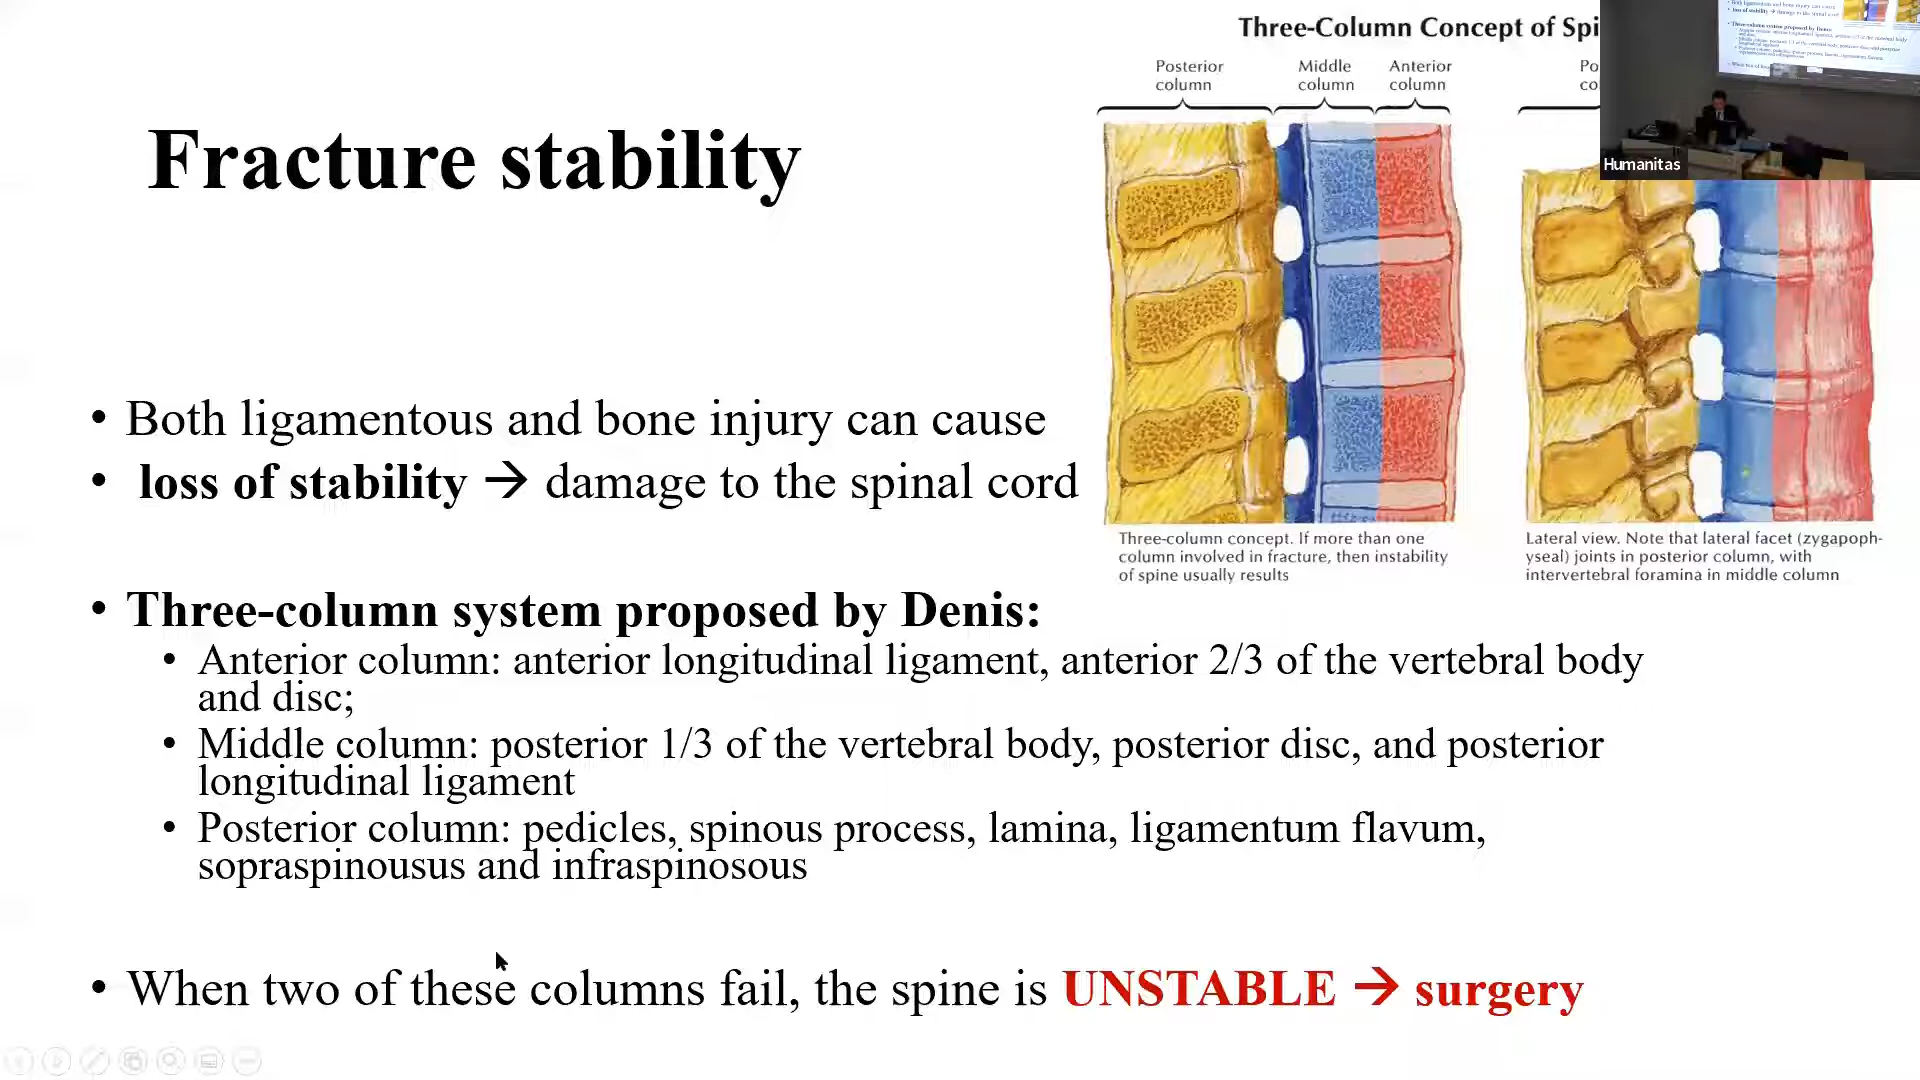 Three-Column Concept of Spi
Posterior column
Middle column
Anterior column
Po
co
Humanitas
Fracture stability
• Both ligamentous and bone injury can cause
• loss of stability → damage to the spinal cord
Three-column concept. If more than one
column involved in fracture, then instability
of spine usually results
Lateral view. Note that lateral facet (zygapoph-
yseal) joints in posterior column, with
intervertebral foramina in middle column
• Three-column system proposed by Denis:
• Anterior column: anterior longitudinal ligament, anterior 2/3 of the vertebral body
and disc;
• Middle column: posterior 1/3 of the vertebral body, posterior disc, and posterior
longitudinal ligament
• Posterior column: pedicles, spinous process, lamina, ligamentum flavum,
sopraspinousus and infraspinosous
• When two of these columns fail, the spine is UNSTABLE → surgery